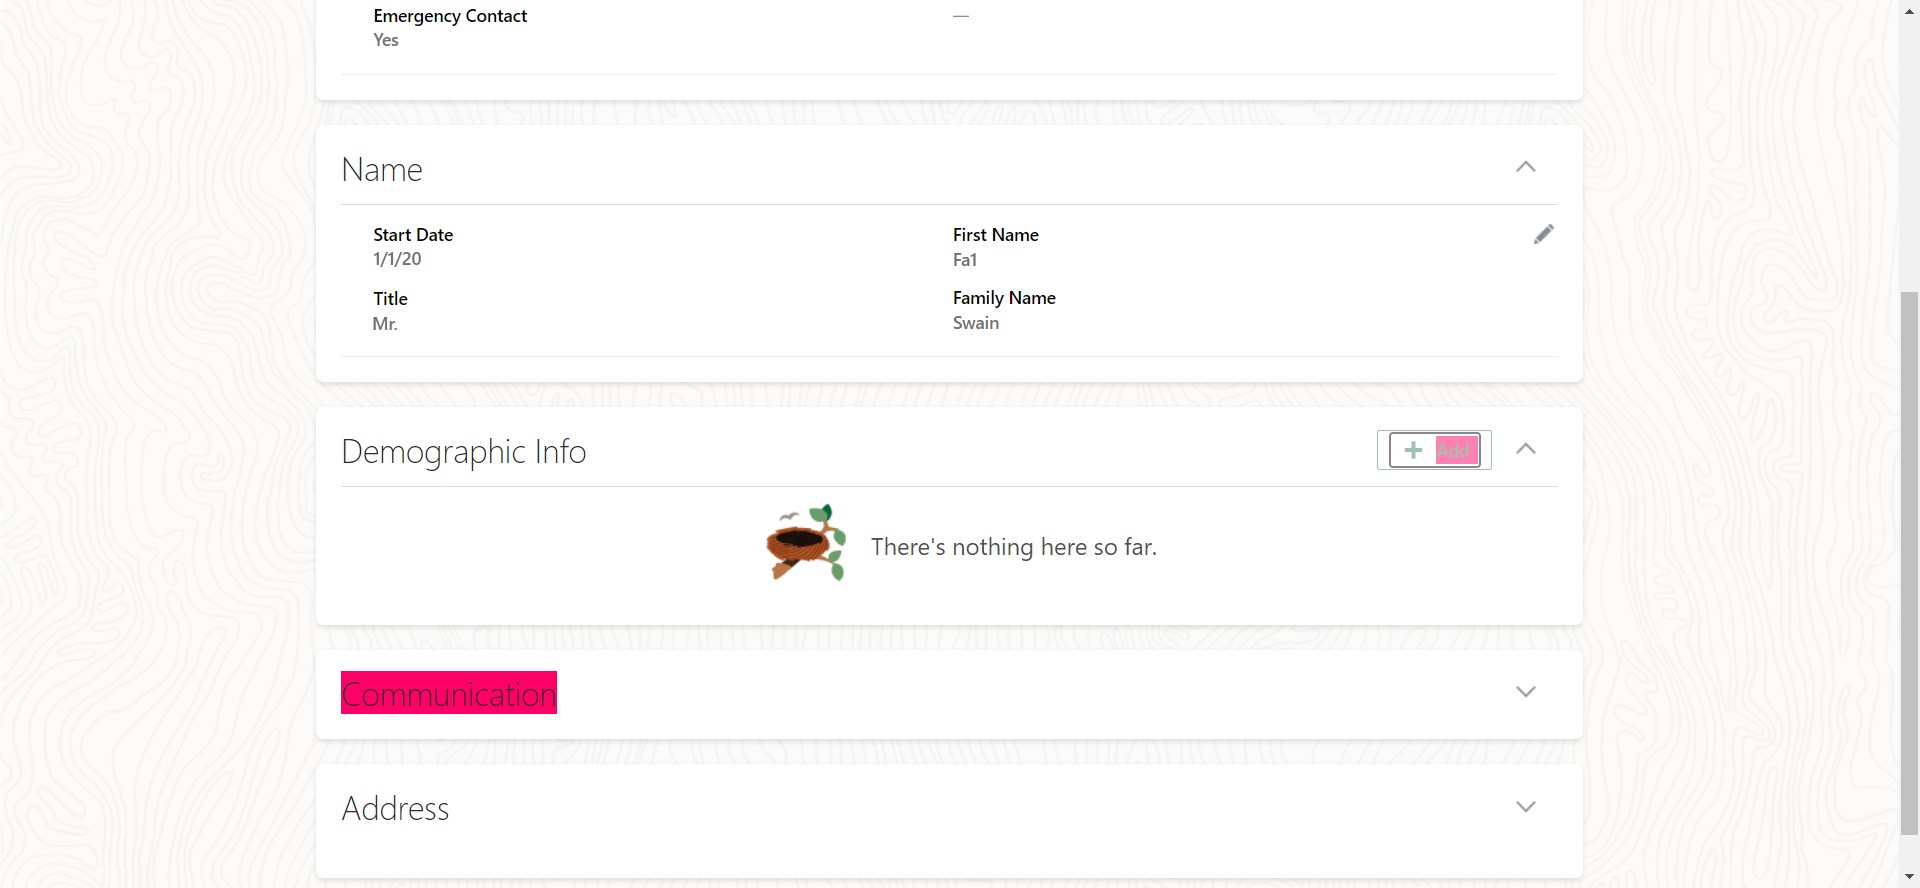 Emergency Contact
Yes
—
Name
Start Date
1/1/20
First Name
Fa1
Title
Mr.
Family Name
Swain
Demographic Info
Add
There's nothing here so far.
Communication
Address